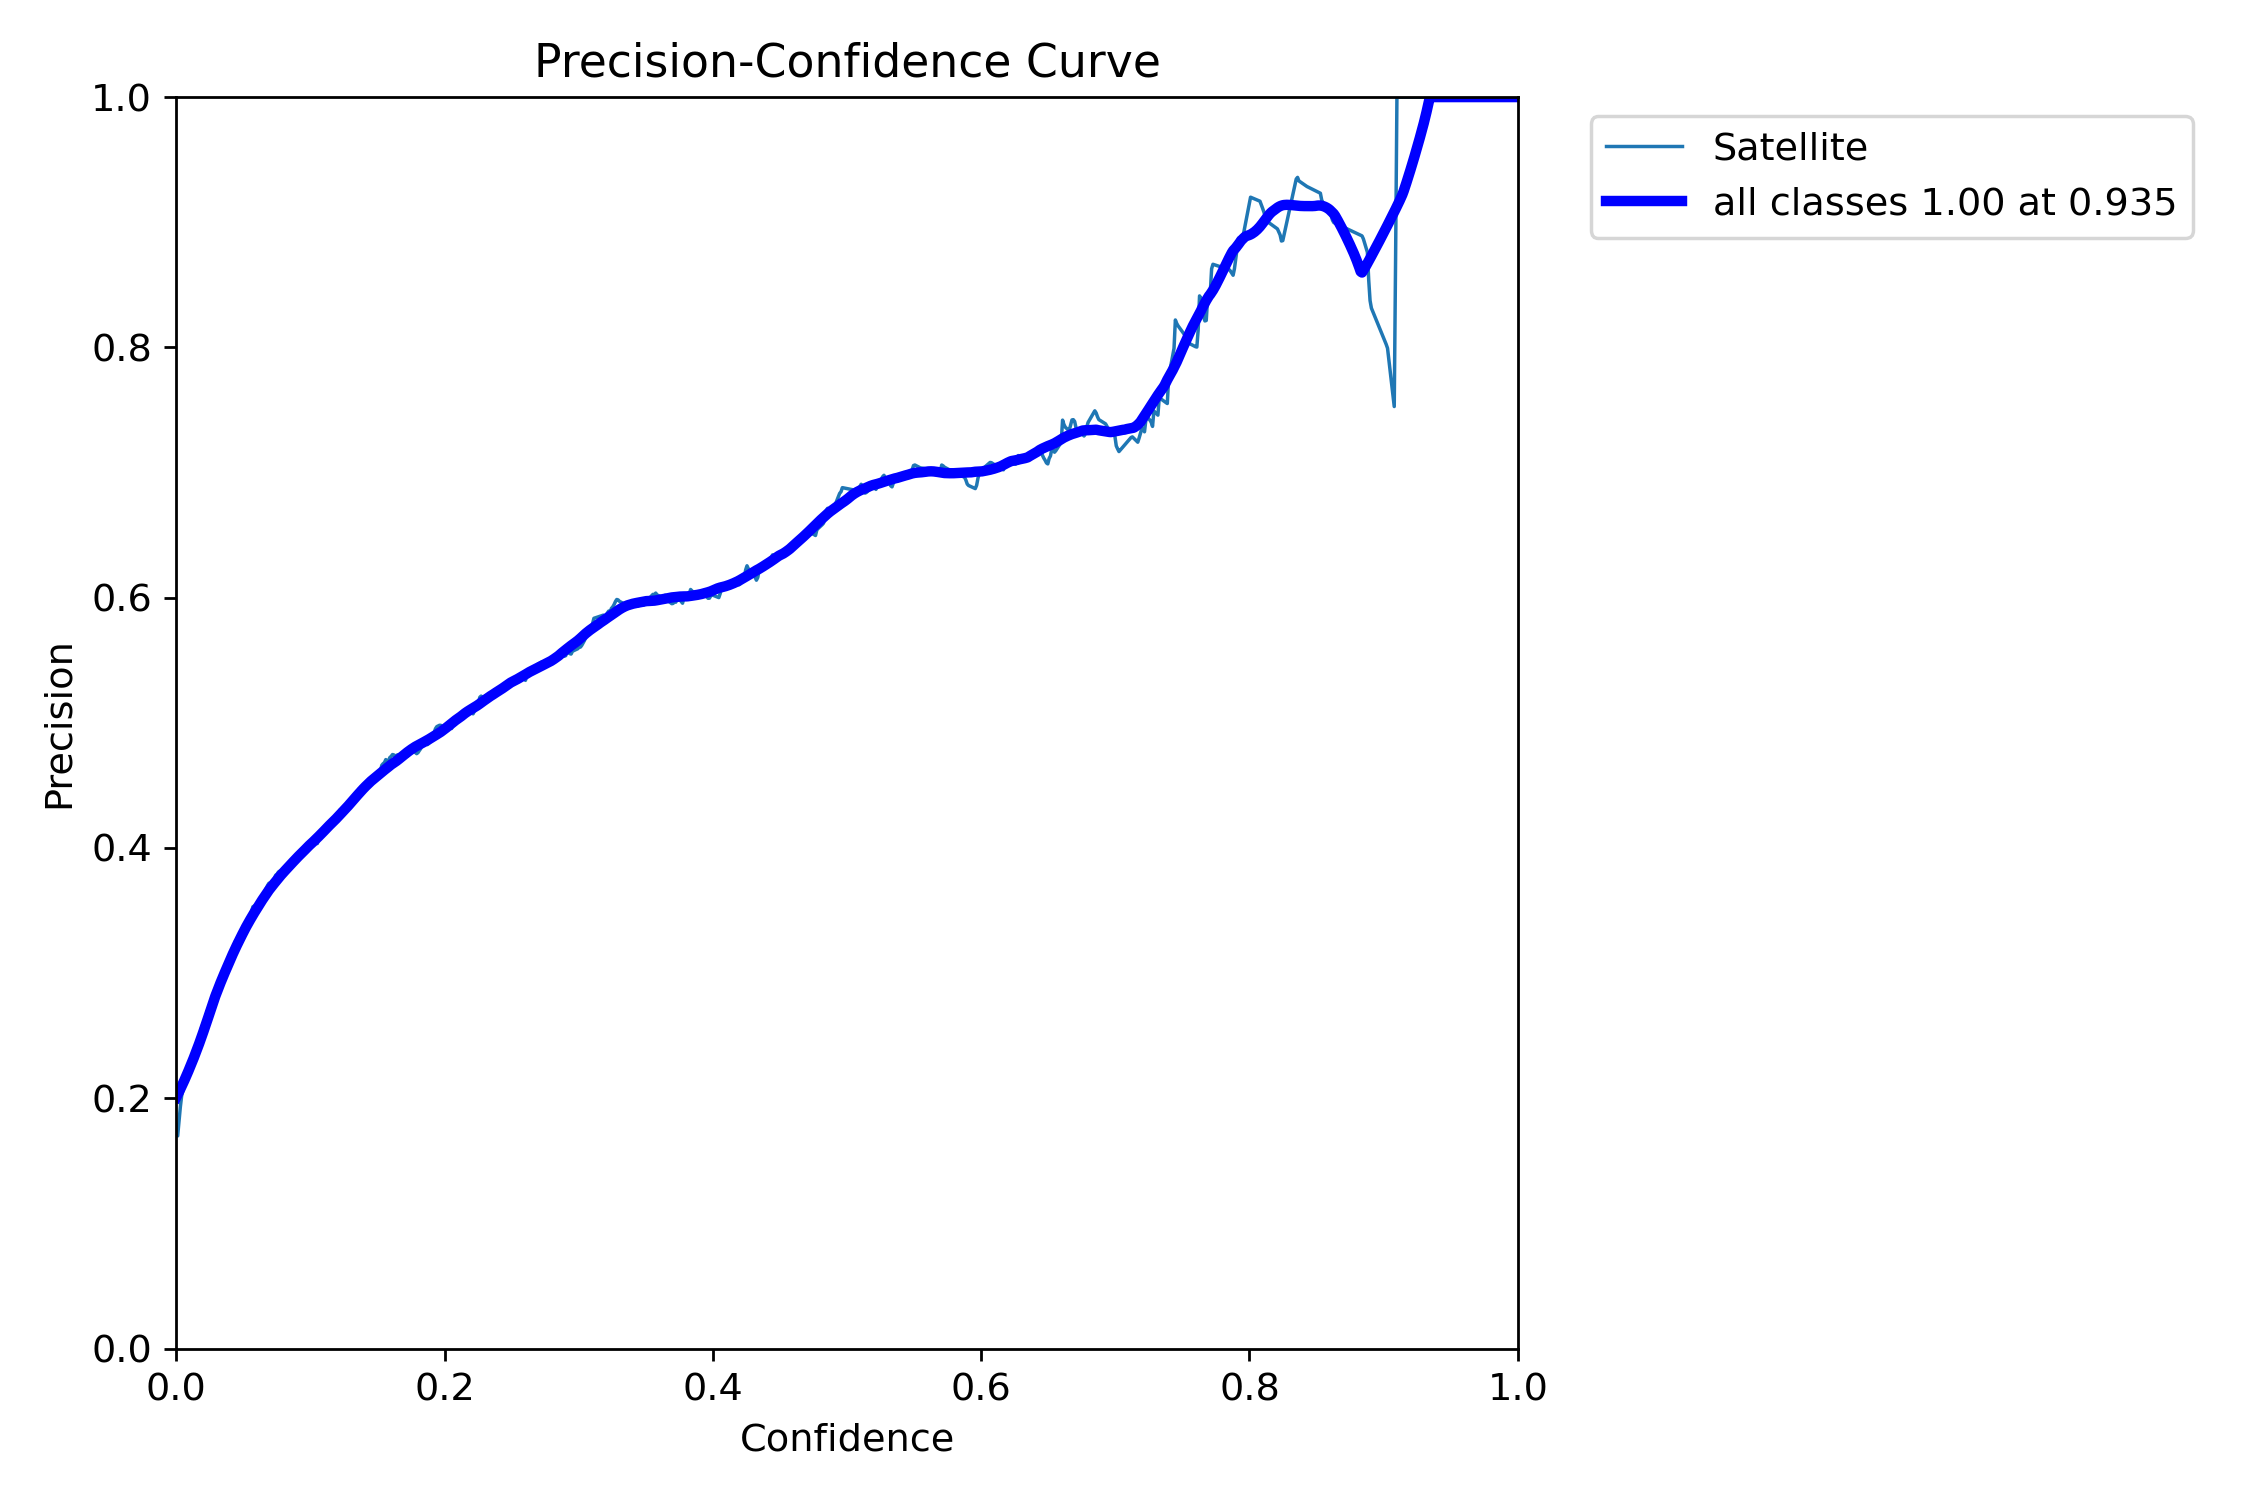 Precision-Confidence Curve
1.0
0.8
0.6
0.4
0.2
0.0
Precision
0.0 0.2 0.4 0.6 0.8 1.0
Confidence
Satellite
all classes 1.00 at 0.935